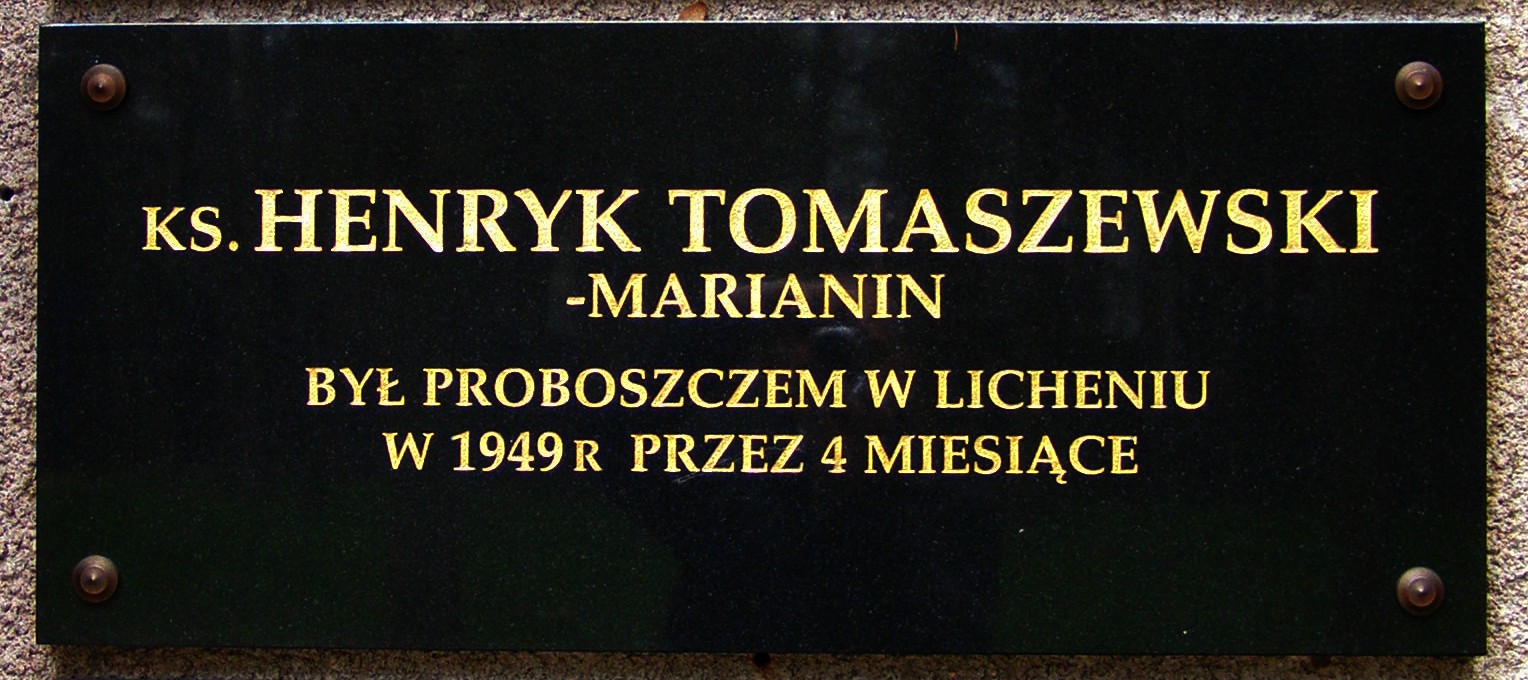 KS. HENRYK TOMASZEWSKI
-MARIANIN
BYŁ PROBOSZCZEM W LICHENIU
W 1949 R PRZEZ 4 MIESIĄCE